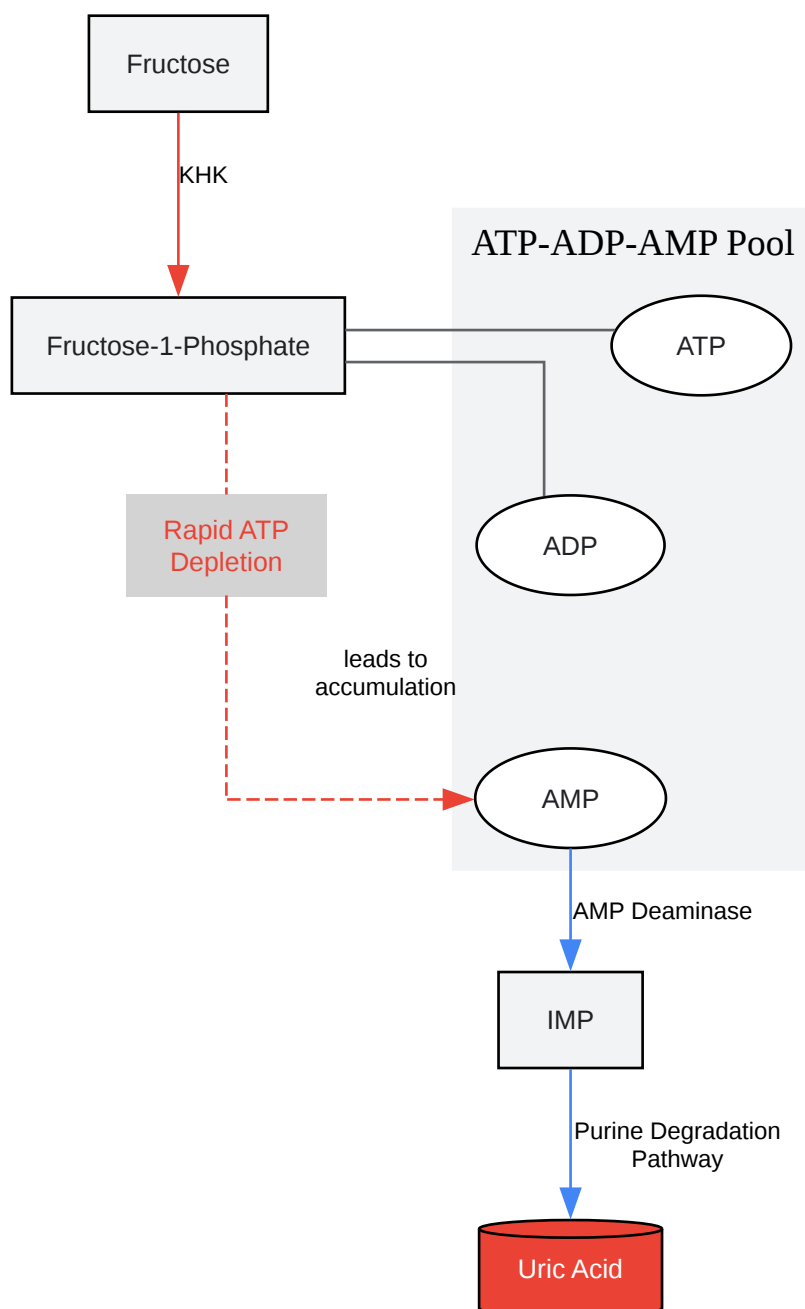 Fructose
KHK
ATP-ADP-AMP Pool
Fructose-1-Phosphate
ATP
Rapid ATP
Depletion
ADP
leads to
accumulation
AMP
AMP Deaminase
IMP
Purine Degradation
Pathway
Uric Acid